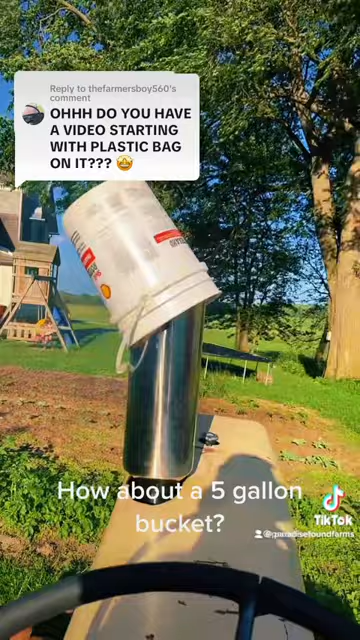 Reply to thefarmersboy560's
comment
OHHH DO YOU HAVE
A VIDEO STARTING
WITH PLASTIC BAG
ON IT??? 🤩
How about a 5 gallon
bucket?
TikTok
@paradisefoundfarms